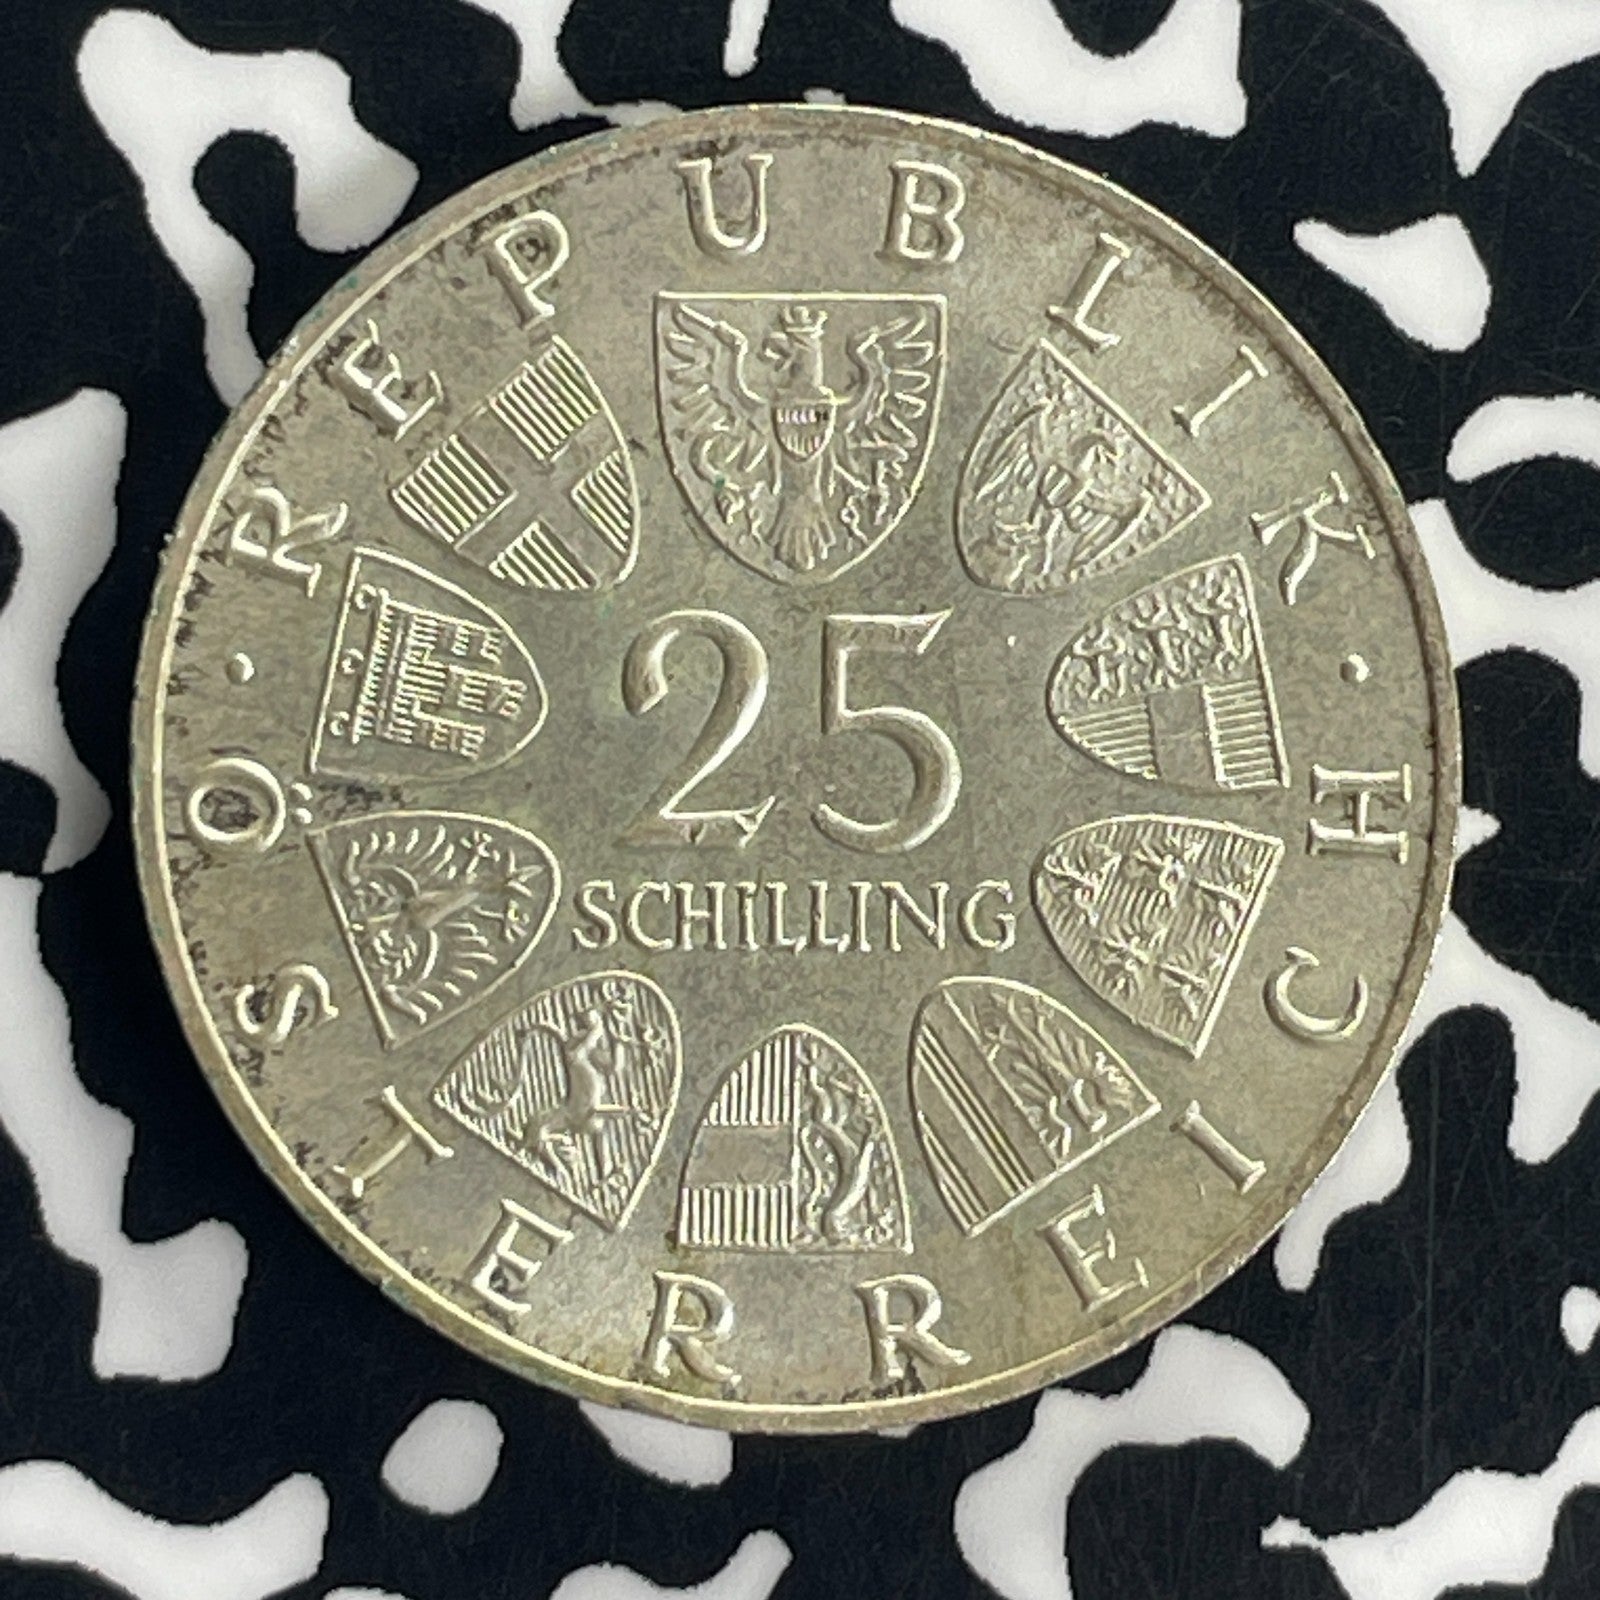 REPUBLIK · ÖSTERREICH ·
25
SCHILLING